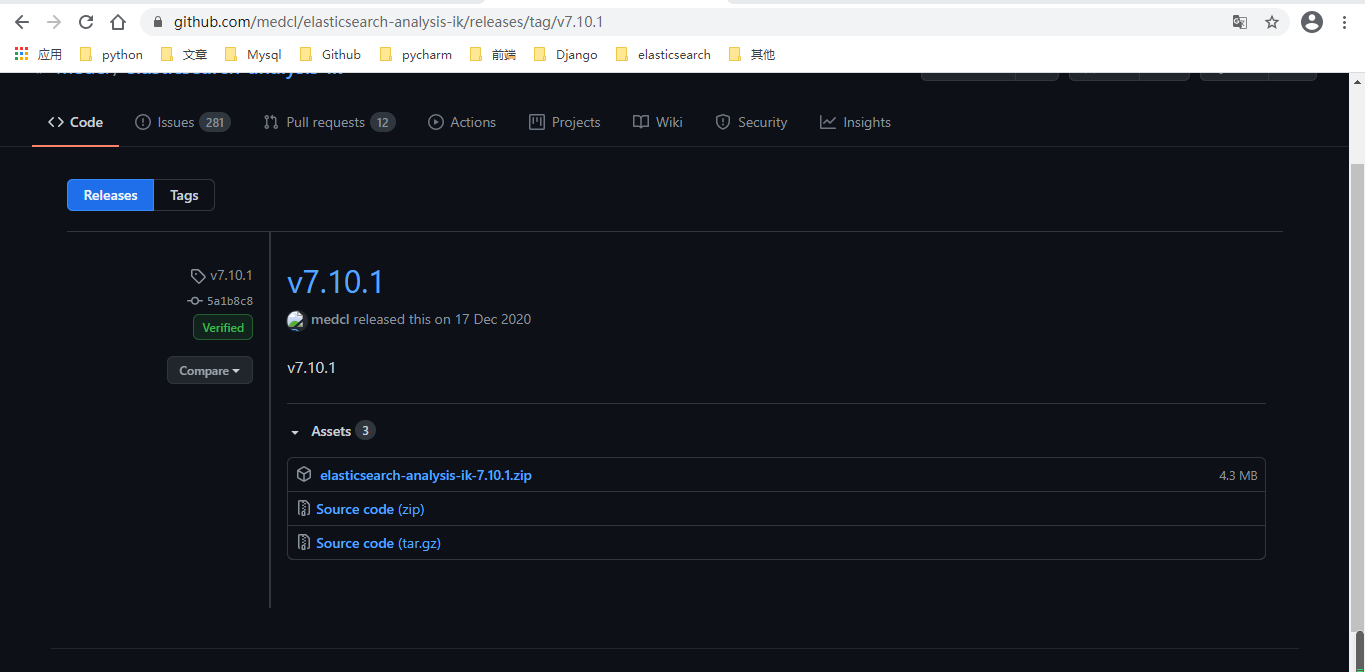 github.com/medcl/elasticsearch-analysis-ik/releases/tag/v7.10.1
应用 python 文章 Mysql Github pycharm 前端 Django elasticsearch 其他
medcl/ elasticsearch-analysis-ik
Code Issues 281 Pull requests 12 Actions Projects Wiki Security Insights
Releases Tags
v7.10.1
5a1b8c8
Verified
Compare
v7.10.1
medcl released this on 17 Dec 2020
v7.10.1
Assets 3
elasticsearch-analysis-ik-7.10.1.zip 4.3 MB
Source code (zip)
Source code (tar.gz)